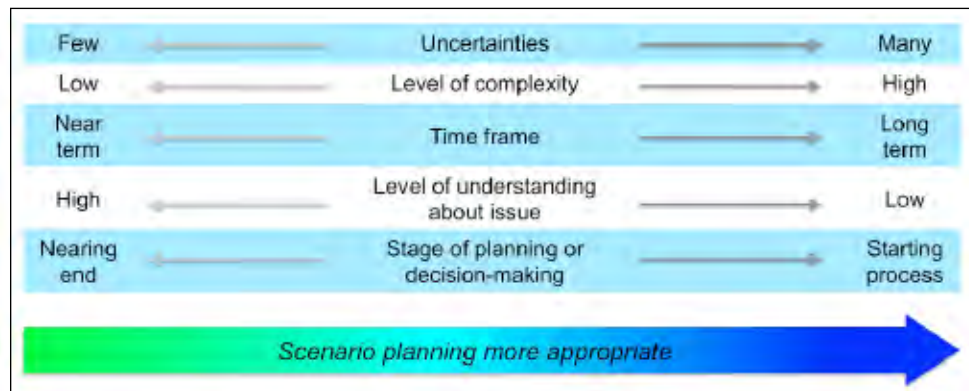 Few Uncertainties Many
Low Level of complexity High
Near term Time frame Long term
High Level of understanding about issue Low
Nearing end Stage of planning or decision-making Starting process
Scenario planning more appropriate